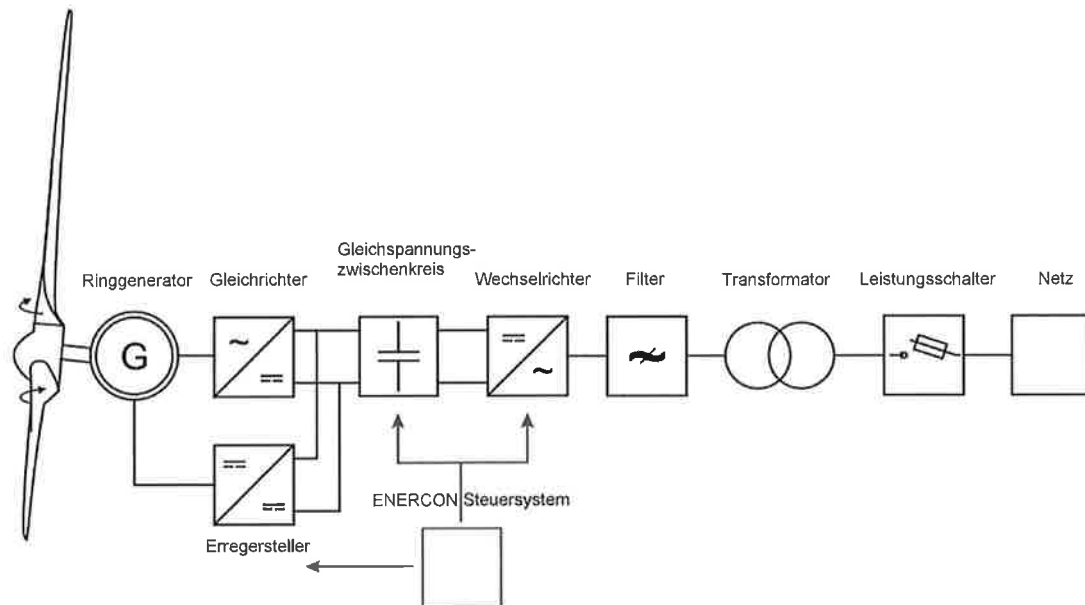 Gleichspannungs-
zwischenkreis
Ringgenerator
Gleichrichter
Wechselrichter
Filter
Transformator
Leistungsschalter
Netz
G
ENERCON Steuersystem
Erregersteller